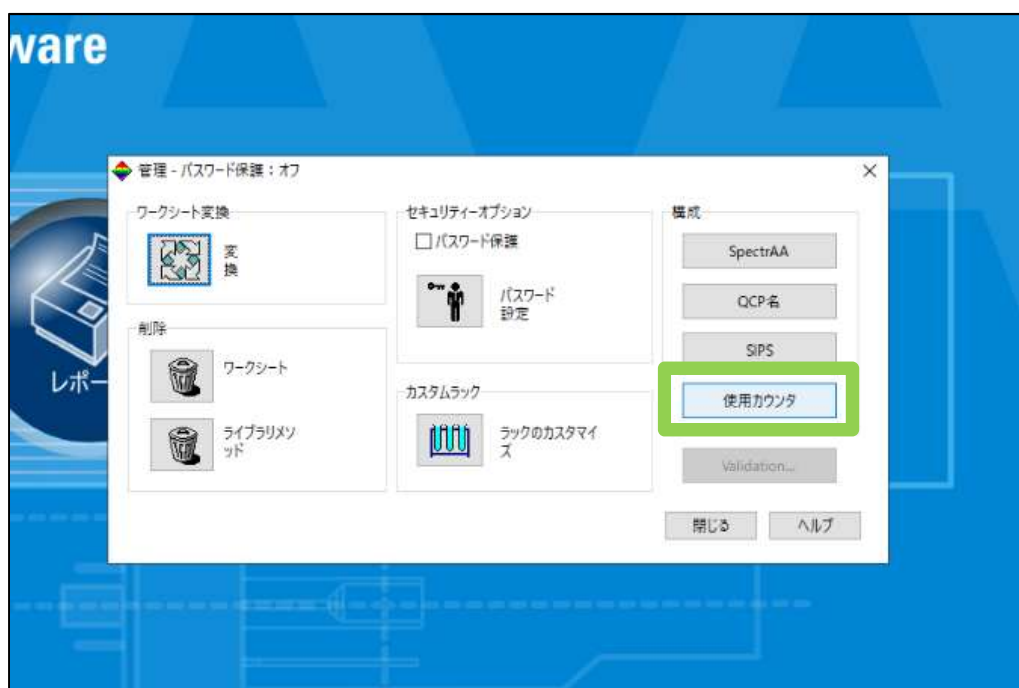 ware
管理 - パスワード保護：オフ
ワークシート変換
変
換
削除
ワークシート
ライブラリメソ
ッド
セキュリティーオプション
パスワード保護
パスワード
設定
カスタムラック
ラックのカスタマイ
ズ
構成
SpectrAA
QCP名
SIPS
使用カウンタ
Validation...
閉じる
ヘルプ
レポー